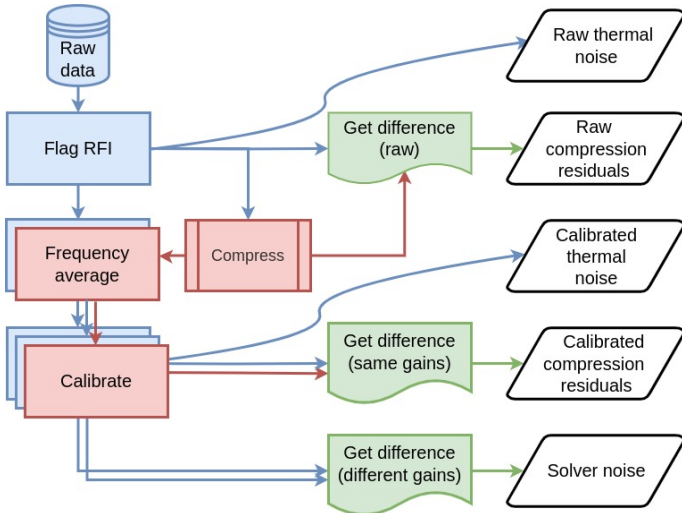 Raw
data
Raw thermal
noise
Flag RFI
Get difference
(raw)
Raw
compression
residuals
Frequency
average
Compress
Calibrated
thermal
noise
Calibrate
Get difference
(same gains)
Calibrated
compression
residuals
Get difference
(different gains)
Solver noise